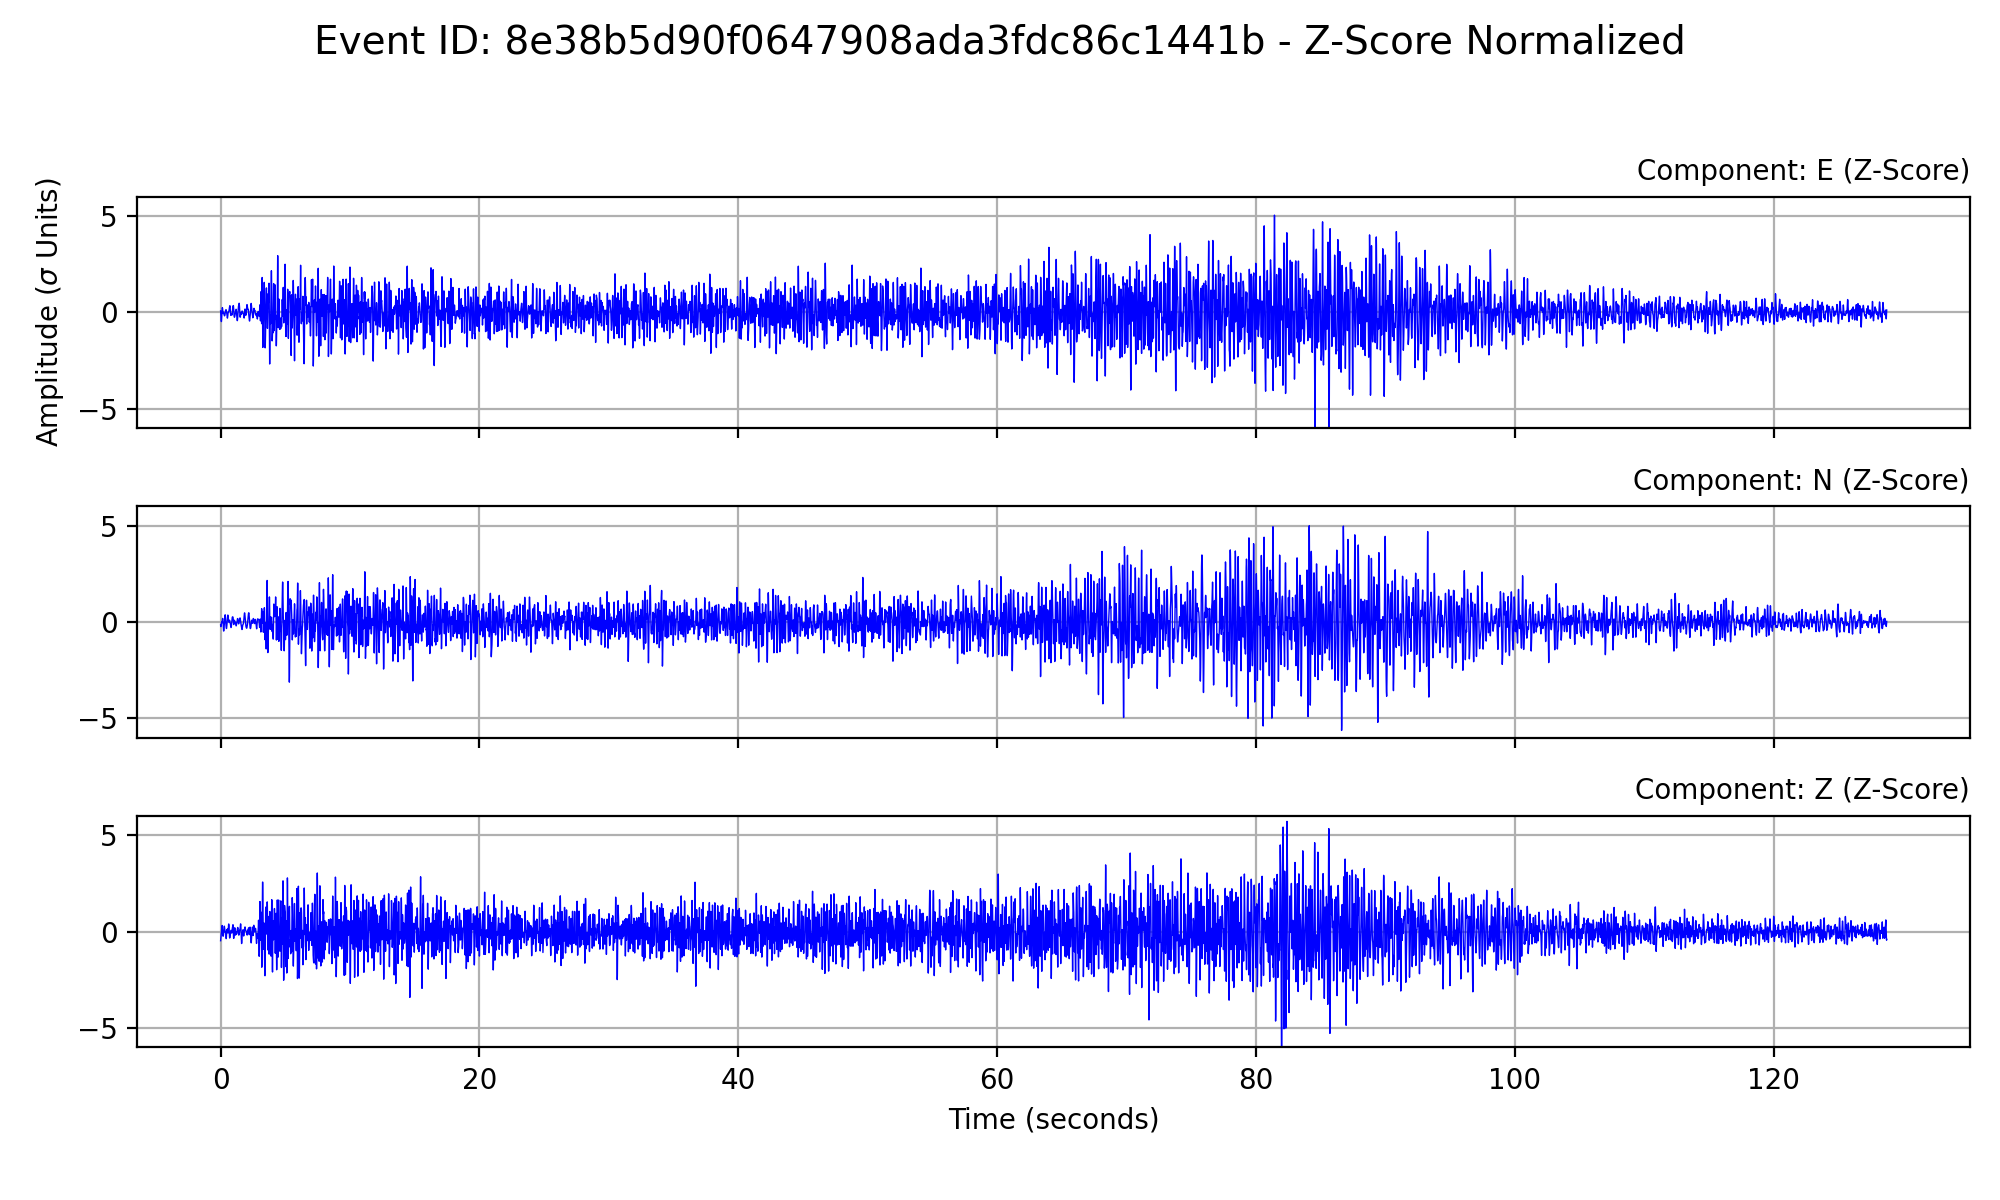 Event ID: 8e38b5d90f0647908ada3fdc86c1441b - Z-Score Normalized
Component: E (Z-Score)
Amplitude (σ Units)
5
0
−5
Component: N (Z-Score)
5
0
−5
Component: Z (Z-Score)
5
0
−5
0 20 40 60 80 100 120
Time (seconds)